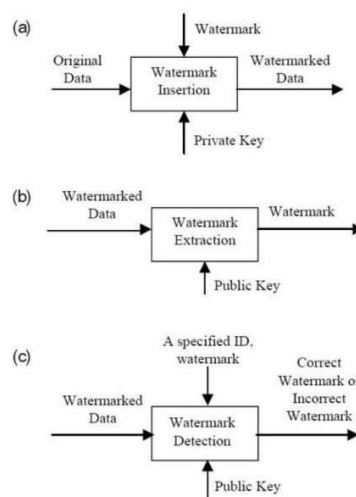 (a)
Watermark
Original
Data
Watermark
Insertion
Watermarked
Data
Private Key
(b)
Watermarked
Data
Watermark
Extraction
Watermark
Public Key
(c)
A specified ID,
watermark
Watermarked
Data
Watermark
Detection
Correct
Watermark or
Incorrect
Watermark
Public Key